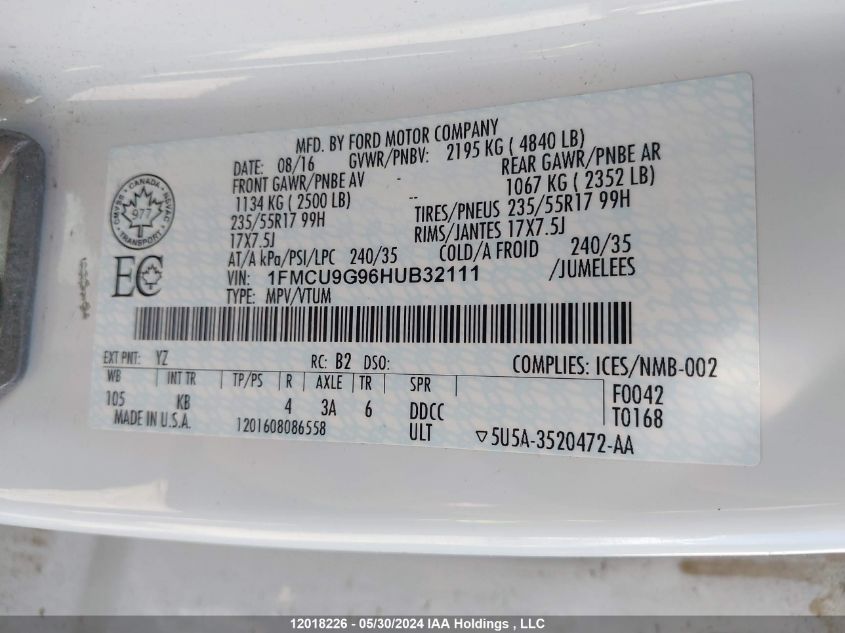 MFD. BY FORD MOTOR COMPANY
DATE: 08/16 GVWR/PNBV: 2195 KG ( 4840 LB)
FRONT GAWR/PNBE AV - REAR GAWR/PNBE AR
1134 KG ( 2500 LB) -- 1067 KG ( 2352 LB)
235/55R17 99H TIRES/PNEUS 235/55R17 99H
17X7.5J RIMS/JANTES 17X7.5J
AT/A kPa/PSI/LPC 240/35 COLD/A FROID 240/35
VIN: 1FMCU9G96HUB32111 /JUMELEES
TYPE: MPV/VTUM
CANADA
977
TRANSPORT
EC
EXT PNT: YZ RC: B2 DSO: COMPLIES: ICES/NMB-002
WB INT TR TP/PS R AXLE TR SPR F0042
105 KB 4 3A 6 DDCC T0168
MADE IN U.S.A. 1201608086558 ULT ▽5U5A-3520472-AA
12018226 - 05/30/2024 IAA Holdings , LLC